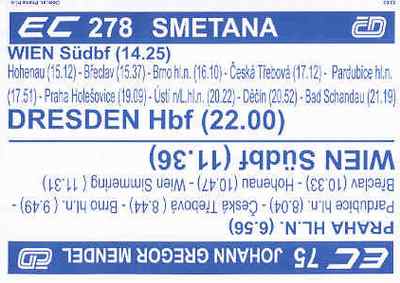 EC 278 SMETANA ČD
WIEN Südbf (14.25)
Hohenau (15.12) - Břeclav (15.37) - Brno hl.n. (16.10) - Česká Třebová (17.12) - Pardubice hl.n.
(17.51) - Praha Holešovice (19.09) - Ústí n/L.hl.n. (20.22) - Děčín (20.52) - Bad Schandau (21.19)
DRESDEN Hbf (22.00)
EC 75 JOHANN GREGOR MENDEL ČD
PRAHA HL.N. (6.56)
Pardubice hl.n. (8.04) - Česká Třebová (8.44) - Brno hl.n. (9.49) -
Břeclav (10.33) - Hohenau (10.47) - Wien Simmering (11.31)
WIEN Südbf (11.36)